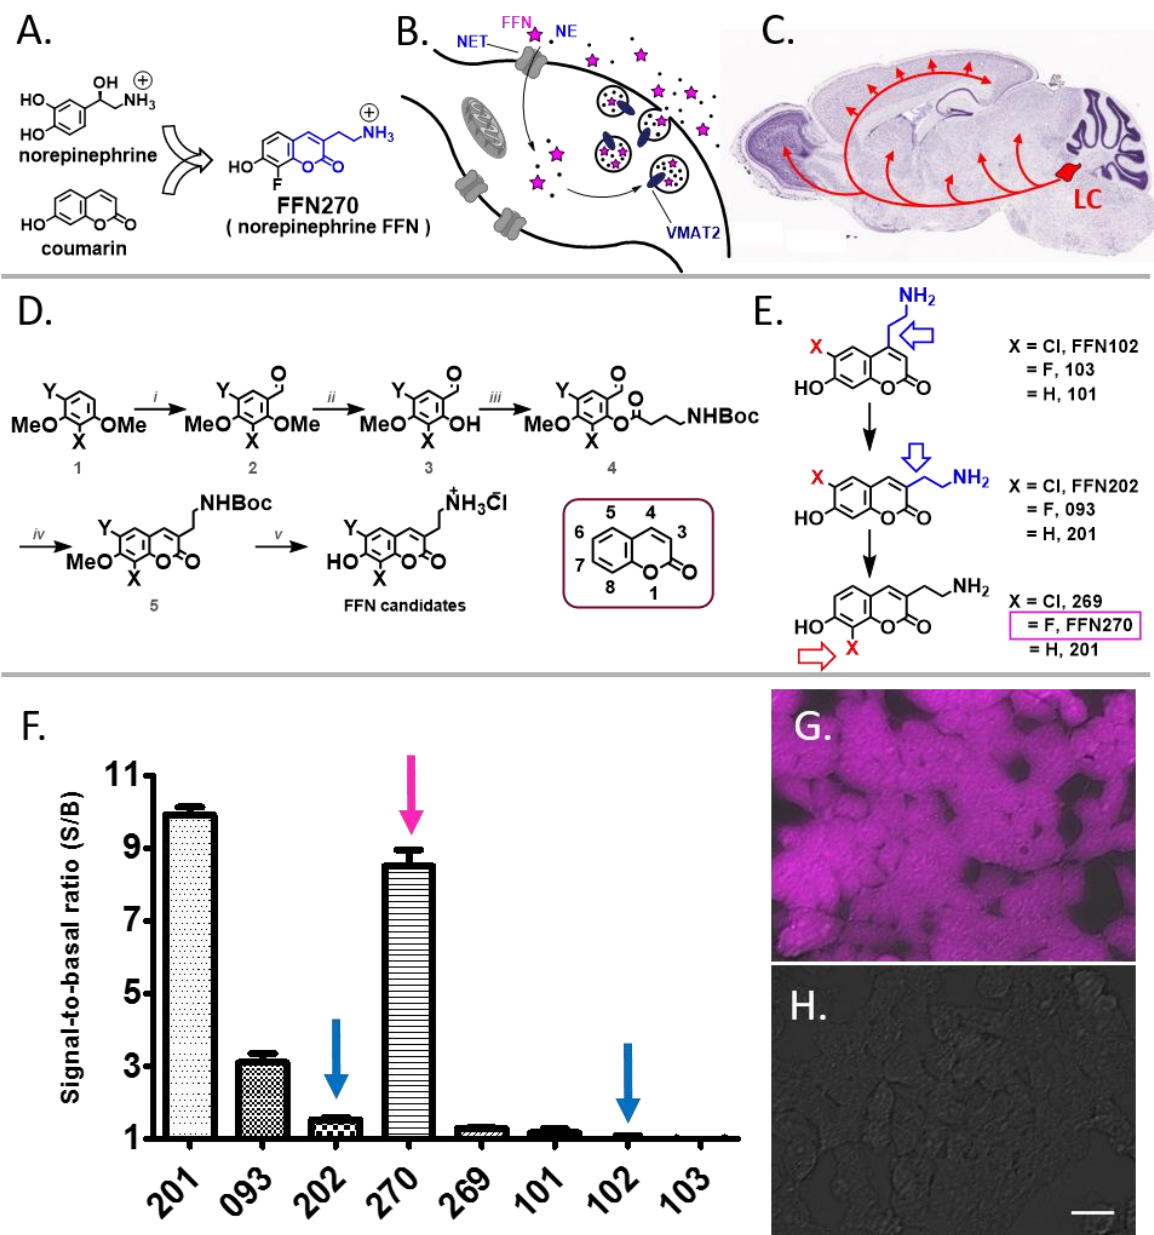 A.
OH
HO
NH3
+
HO
norepinephrine
HO
O
O
coumarin
+
NH3
HO
O
O
F
FFN270
( norepinephrine FFN )
B.
FFN
NET
NE
VMAT2
C.
LC
D.
Y
MeO
OMe
X
1
i
Y
O
MeO
OMe
X
2
ii
Y
O
MeO
OH
X
3
iii
Y
O
MeO
O
O
NHBoc
X
4
iv
NHBoc
Y
MeO
O
O
X
5
v
+ -
NH3Cl
Y
HO
O
O
X
FFN candidates
5 4
6 3
7
O
O
8 1
E.
NH2
X
HO
O
O
X = Cl, FFN102
= F, 103
= H, 101
X
NH2
HO
O
O
X = Cl, FFN202
= F, 093
= H, 201
NH2
HO
O
O
X
X = Cl, 269
= F, FFN270
= H, 201
F.
Signal-to-basal ratio (S/B)
11
9
7
5
3
1
201 093 202 270 269 101 102 103
G.
H.